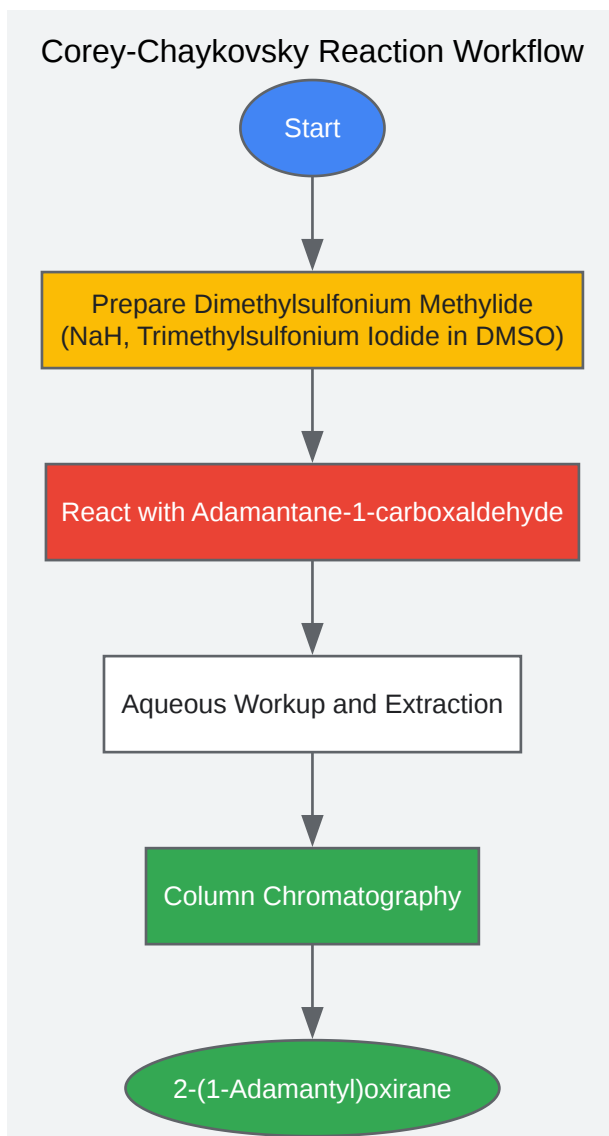 Corey-Chaykovsky Reaction Workflow
Start
Prepare Dimethylsulfonium Methylide
(NaH, Trimethylsulfonium Iodide in DMSO)
React with Adamantane-1-carboxaldehyde
Aqueous Workup and Extraction
Column Chromatography
2-(1-Adamantyl)oxirane